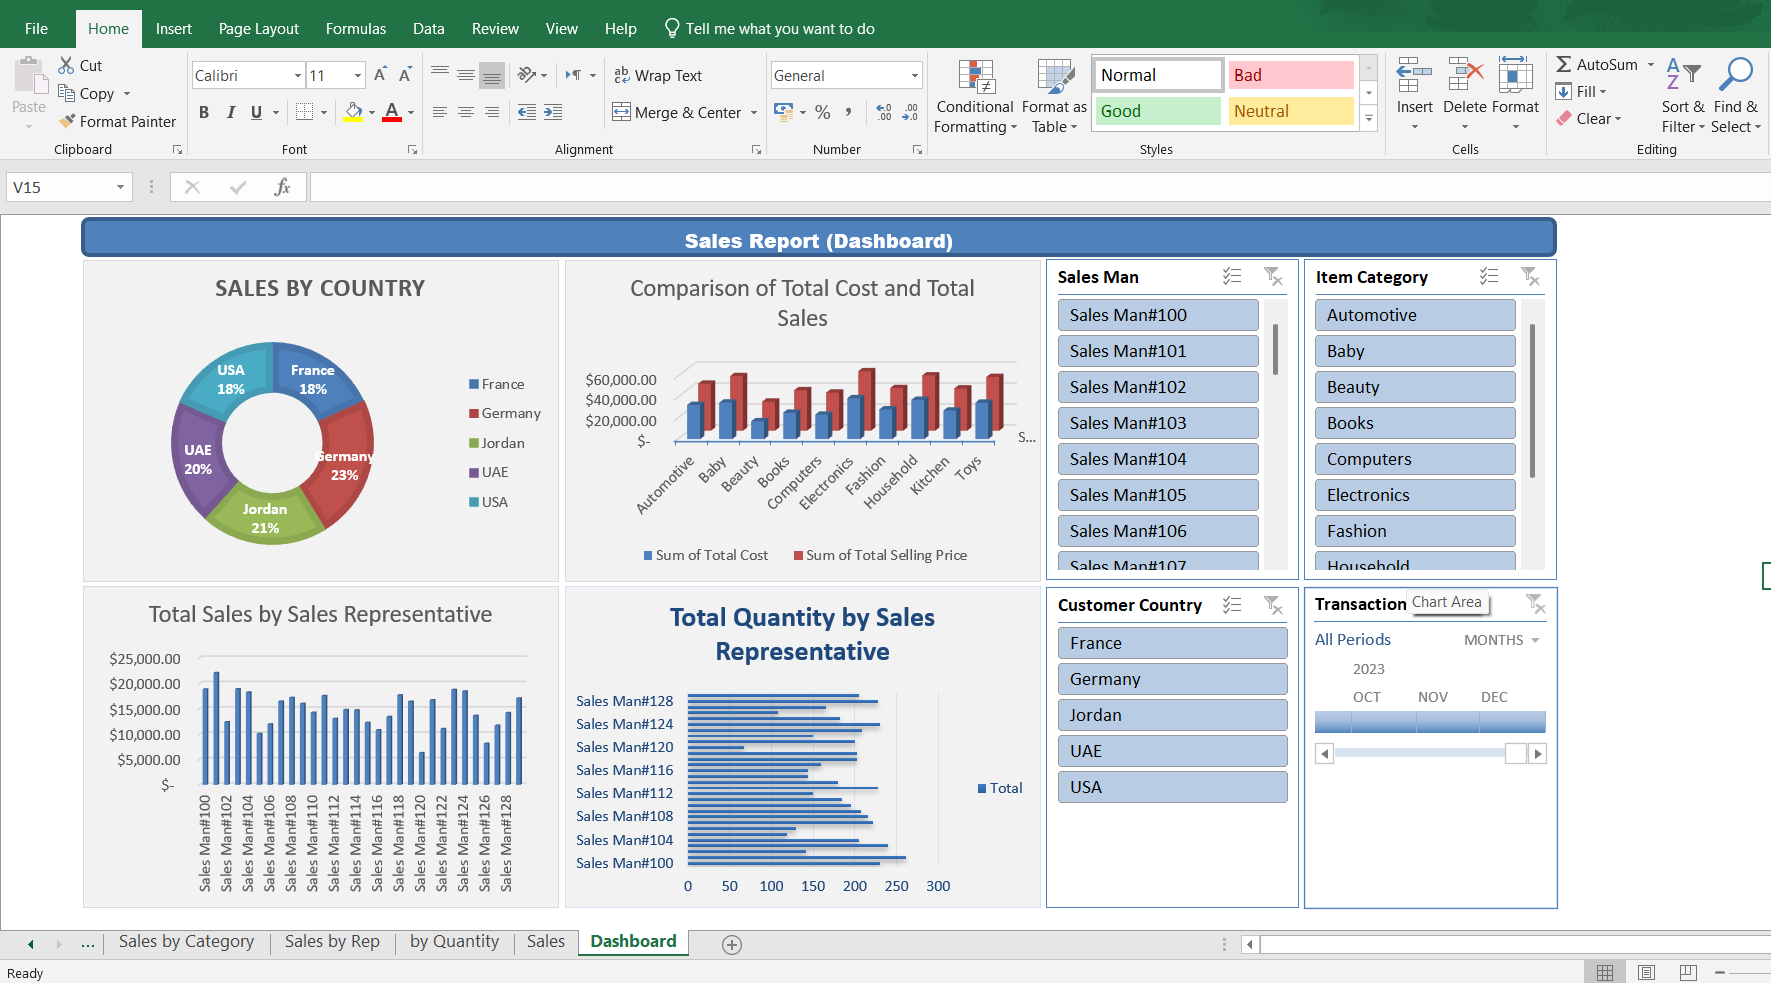 File Home Insert Page Layout Formulas Data Review View Help Tell me what you want to do
Paste
Cut
Copy
Format Painter
Clipboard
Calibri 11 A A
B I U A
Font
ab Wrap Text
Merge & Center
Alignment
General
% ,
Number
Conditional Formatting
Format as Table
Normal Bad
Good Neutral
Styles
Insert Delete Format
Cells
AutoSum
Fill
Clear
Sort & Filter
Find & Select
Editing
V15 fx
Sales Report (Dashboard)
SALES BY COUNTRY
USA
18%
France
18%
UAE
20%
Germany
23%
Jordan
21%
France
Germany
Jordan
UAE
USA
Comparison of Total Cost and Total
Sales
$60,000.00
$40,000.00
$20,000.00
$-
S...
Automotive
Baby
Beauty
Books
Computers
Electronics
Fashion
Household
Kitchen
Toys
Sum of Total Cost Sum of Total Selling Price
Sales Man
Sales Man#100
Sales Man#101
Sales Man#102
Sales Man#103
Sales Man#104
Sales Man#105
Sales Man#106
Sales Man#107
Item Category
Automotive
Baby
Beauty
Books
Computers
Electronics
Fashion
Household
Total Sales by Sales Representative
$25,000.00
$20,000.00
$15,000.00
$10,000.00
$5,000.00
$-
Sales Man#100
Sales Man#102
Sales Man#104
Sales Man#106
Sales Man#108
Sales Man#110
Sales Man#112
Sales Man#114
Sales Man#116
Sales Man#118
Sales Man#120
Sales Man#122
Sales Man#124
Sales Man#126
Sales Man#128
Total Quantity by Sales
Representative
Sales Man#128
Sales Man#124
Sales Man#120
Sales Man#116
Sales Man#112
Sales Man#108
Sales Man#104
Sales Man#100
0 50 100 150 200 250 300
Total
Customer Country
France
Germany
Jordan
UAE
USA
Transaction
Chart Area
All Periods MONTHS
2023
OCT NOV DEC
... Sales by Category Sales by Rep by Quantity Sales Dashboard
Ready